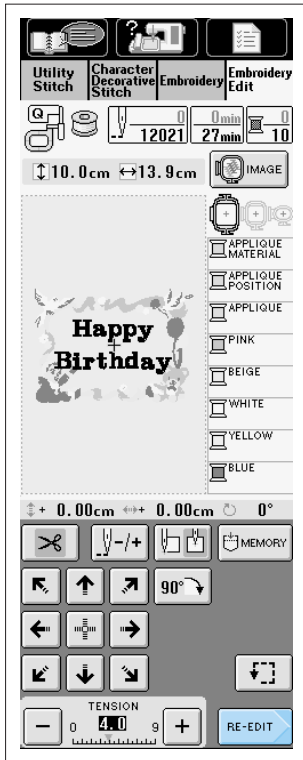 ?
Utility Stitch
Character Decorative Stitch
Embroidery
Embroidery Edit
Q
0
12021
0min
27min
0
10
10.0cm
13.9cm
IMAGE
APPLIQUE MATERIAL
APPLIQUE POSITION
APPLIQUE
PINK
BEIGE
WHITE
YELLOW
BLUE
Happy
Birthday
+ 0.00cm
+ 0.00cm
0°
-/+
MEMORY
90°
TENSION
-
0
4.0
9
+
RE-EDIT